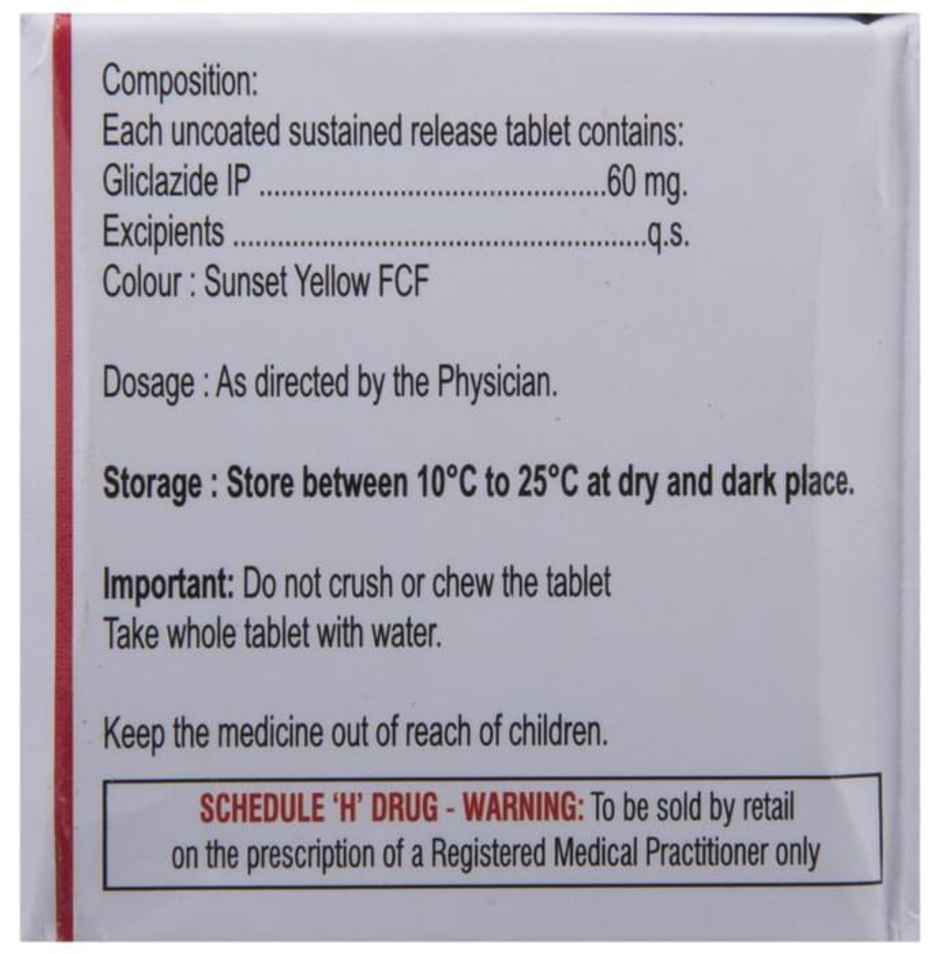 Composition:
Each uncoated sustained release tablet contains:
Gliclazide IP ...............................................60 mg.
Excipients ........................................................q.s.
Colour : Sunset Yellow FCF
Dosage : As directed by the Physician.
Storage : Store between 10°C to 25°C at dry and dark place.
Important: Do not crush or chew the tablet
Take whole tablet with water.
Keep the medicine out of reach of children.
SCHEDULE ‘H’ DRUG - WARNING: To be sold by retail
on the prescription of a Registered Medical Practitioner only